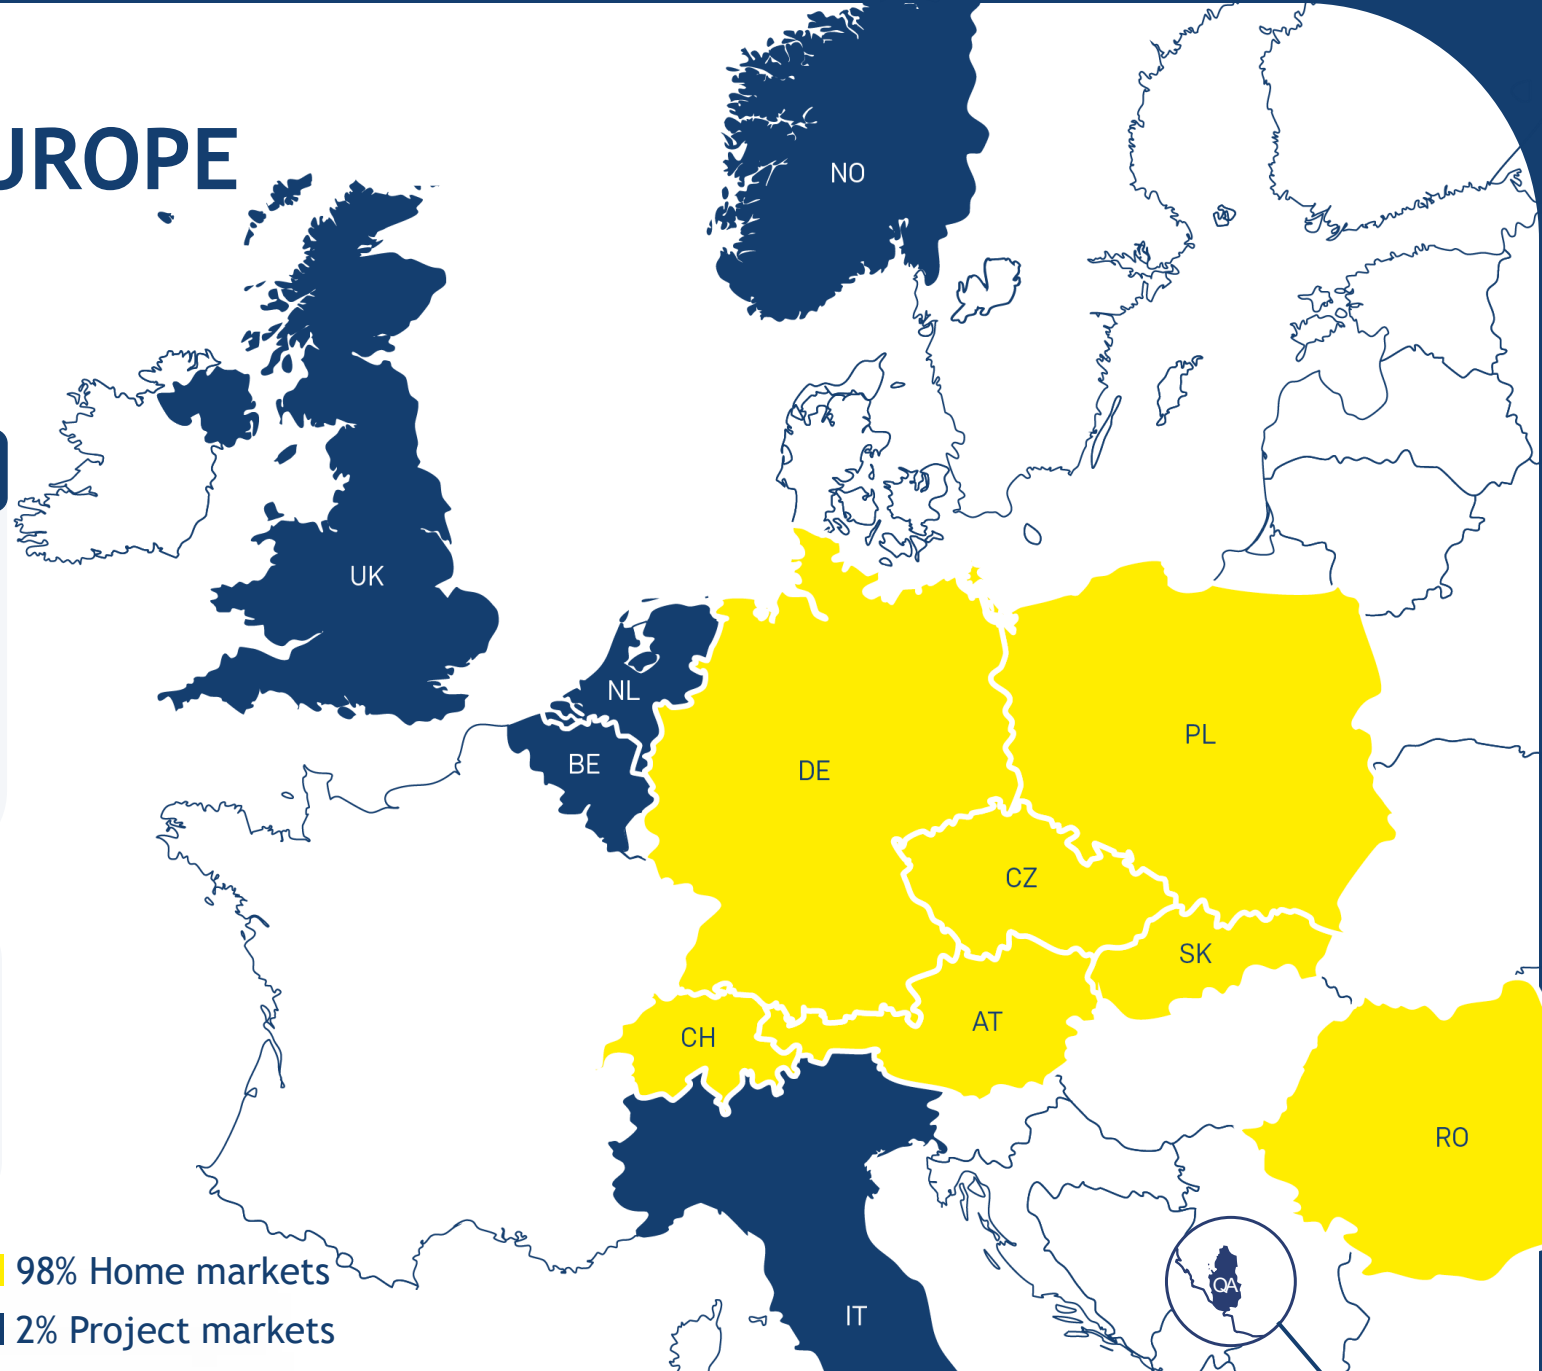 UROPE
NO
UK
NL
BE
DE
PL
CZ
SK
AT
CH
RO
QA
IT
98% Home markets
2% Project markets